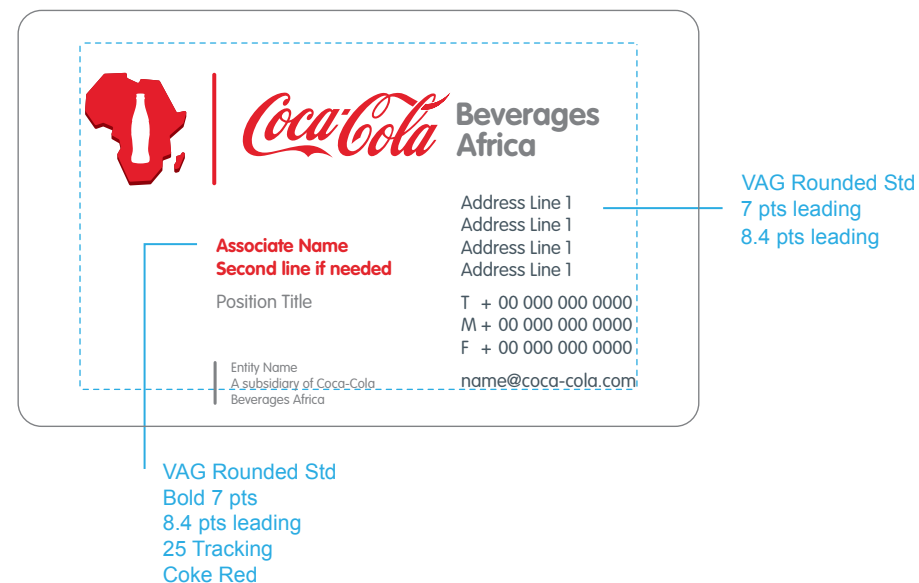 Coca-Cola
Beverages
Africa
Address Line 1
Address Line 1
Address Line 1
Address Line 1
VAG Rounded Std
7 pts leading
8.4 pts leading
Associate Name
Second line if needed
Position Title
T + 00 000 000 0000
M + 00 000 000 0000
F + 00 000 000 0000
Entity Name
A subsidiary of Coca-Cola
Beverages Africa
name@coca-cola.com
VAG Rounded Std
Bold 7 pts
8.4 pts leading
25 Tracking
Coke Red